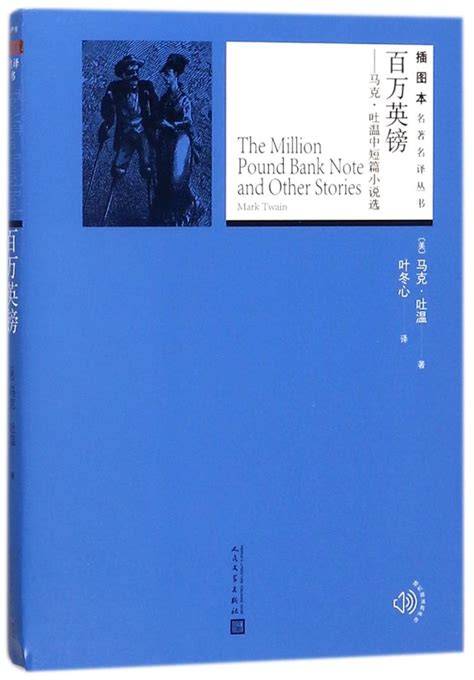 插图本名著名译丛书
百万英镑
——马克·吐温中短篇小说选
The Million
Pound Bank Note
and Other Stories
Mark Twain
[美]马克·吐温 著
叶冬心 译
人民文学出版社
百万英镑